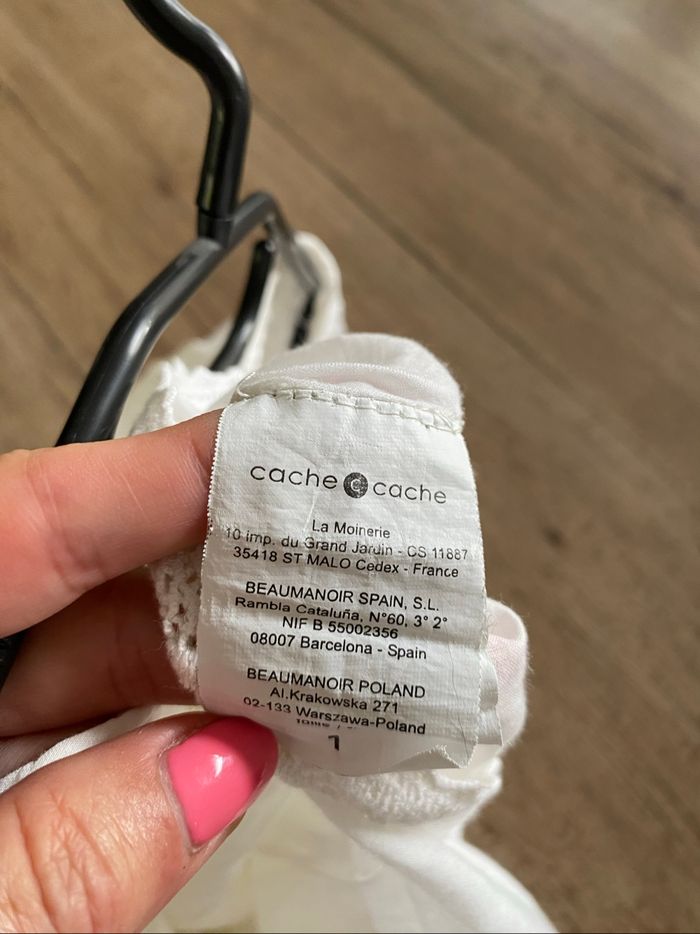 cache c cache
La Moinerie
10 imp. du Grand Jardin - CS 11887
35418 ST MALO Cedex - France
BEAUMANOIR SPAIN, S.L.
Rambla Cataluña, N°60, 3° 2°
NIF B 55002356
08007 Barcelona - Spain
BEAUMANOIR POLAND
Al.Krakowska 271
02-133 Warszawa-Poland
1